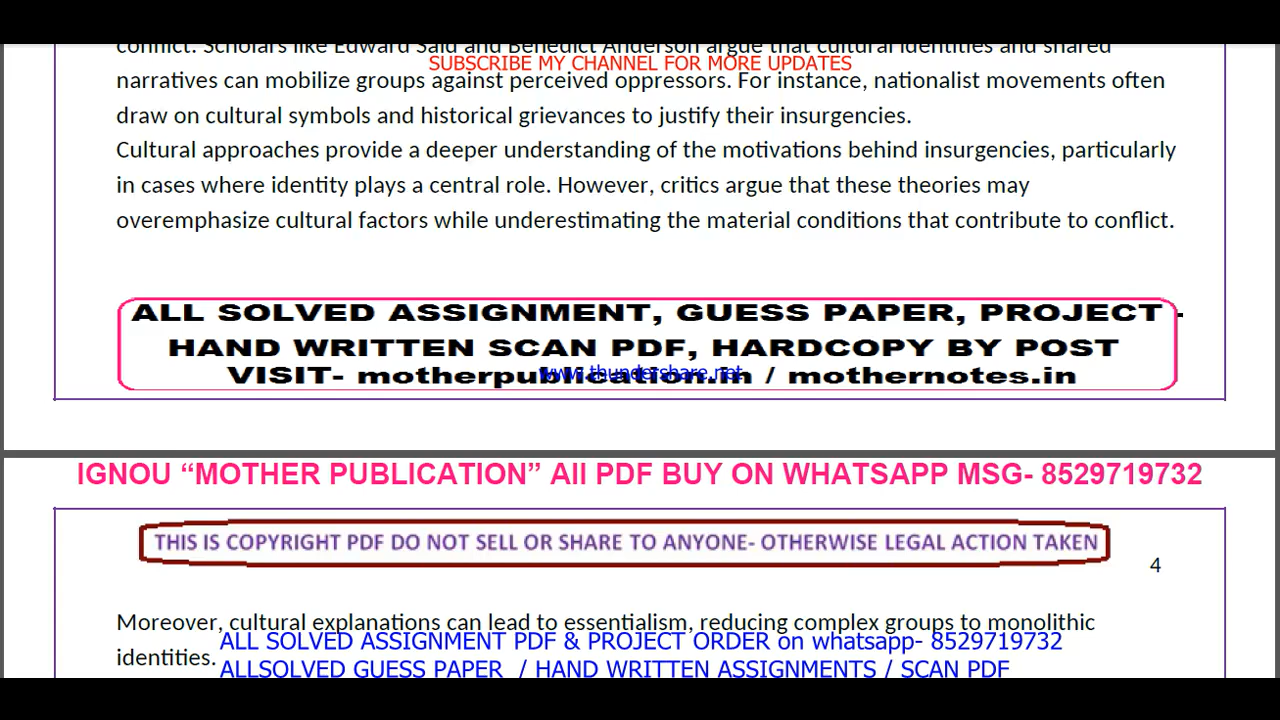 conflict. Scholars like Edward Said and Benedict Anderson argue that cultural identities and shared
SUBSCRIBE MY CHANNEL FOR MORE UPDATES
narratives can mobilize groups against perceived oppressors. For instance, nationalist movements often
draw on cultural symbols and historical grievances to justify their insurgencies.
Cultural approaches provide a deeper understanding of the motivations behind insurgencies, particularly
in cases where identity plays a central role. However, critics argue that these theories may
overemphasize cultural factors while underestimating the material conditions that contribute to conflict.
ALL SOLVED ASSIGNMENT, GUESS PAPER, PROJECT -
HAND WRITTEN SCAN PDF, HARDCOPY BY POST
VISIT- motherpublication.in / mothernotes.in
www.thundershare.net
IGNOU “MOTHER PUBLICATION” All PDF BUY ON WHATSAPP MSG- 8529719732
THIS IS COPYRIGHT PDF DO NOT SELL OR SHARE TO ANYONE- OTHERWISE LEGAL ACTION TAKEN
4
Moreover, cultural explanations can lead to essentialism, reducing complex groups to monolithic
ALL SOLVED ASSIGNMENT PDF & PROJECT ORDER on whatsapp- 8529719732
identities.
ALLSOLVED GUESS PAPER / HAND WRITTEN ASSIGNMENTS / SCAN PDF